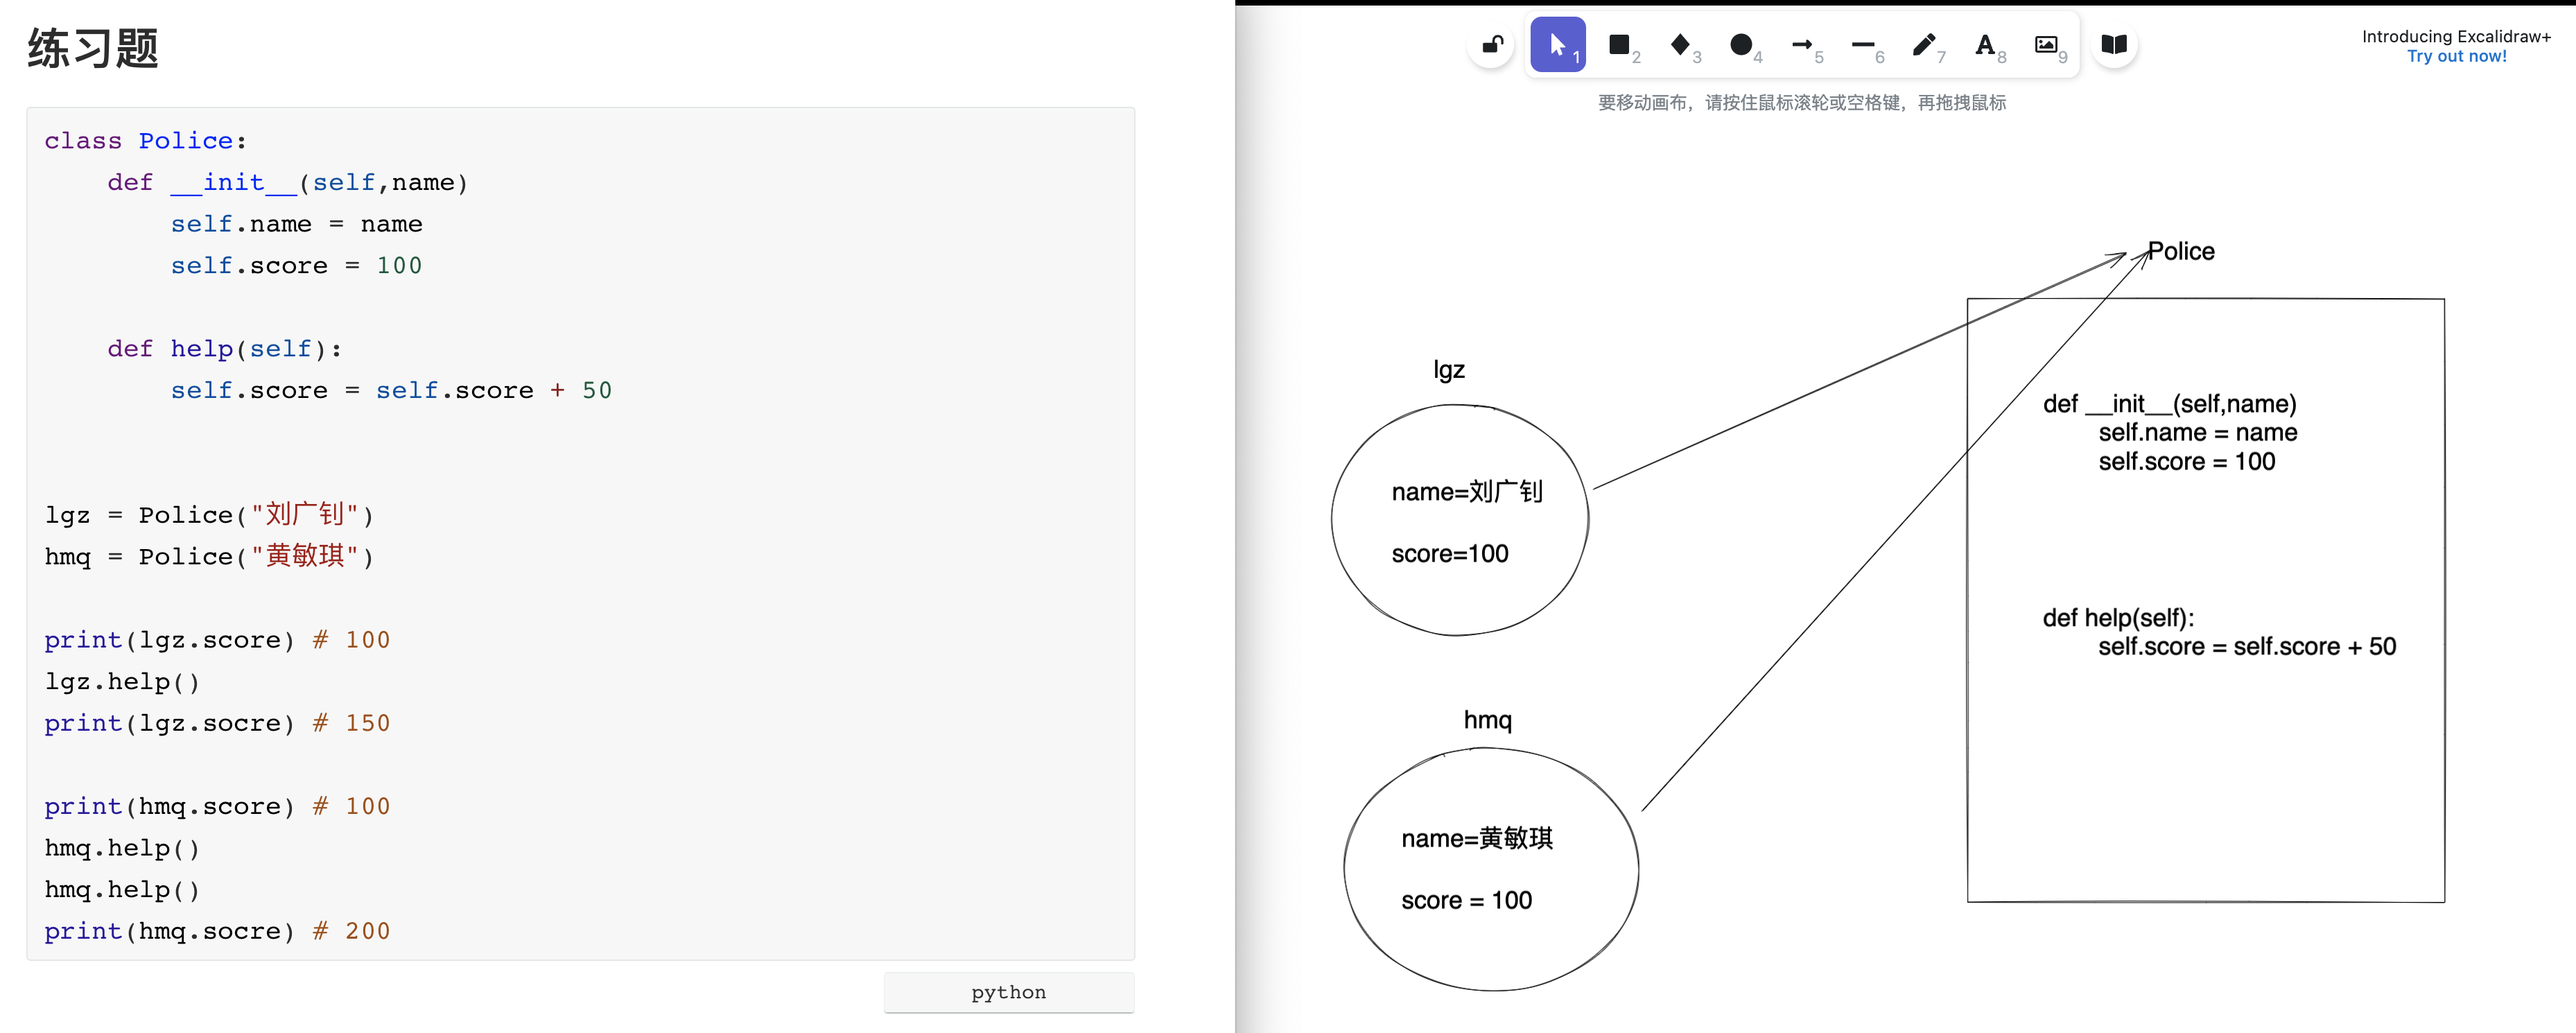 练习题
class Police:
    def __init__(self,name)
        self.name = name
        self.score = 100
    def help(self):
        self.score = self.score + 50
lgz = Police("刘广钊")
hmq = Police("黄敏琪")
print(lgz.score) # 100
lgz.help()
print(lgz.socre) # 150
print(hmq.score) # 100
hmq.help()
hmq.help()
print(hmq.socre) # 200
python
1 2 3 4 5 6 7 A 8 9
Introducing Excalidraw+
Try out now!
要移动画布，请按住鼠标滚轮或空格键，再拖拽鼠标
Police
lgz
name=刘广钊
score=100
def __init__(self,name)
        self.name = name
        self.score = 100
def help(self):
        self.score = self.score + 50
hmq
name=黄敏琪
score = 100